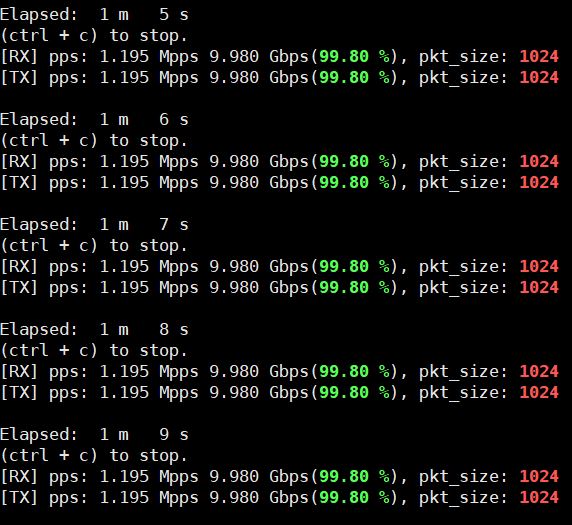 Elapsed:  1 m   5 s
(ctrl + c) to stop.
[RX] pps: 1.195 Mpps 9.980 Gbps(99.80 %), pkt_size: 1024
[TX] pps: 1.195 Mpps 9.980 Gbps(99.80 %), pkt_size: 1024
Elapsed:  1 m   6 s
(ctrl + c) to stop.
[RX] pps: 1.195 Mpps 9.980 Gbps(99.80 %), pkt_size: 1024
[TX] pps: 1.195 Mpps 9.980 Gbps(99.80 %), pkt_size: 1024
Elapsed:  1 m   7 s
(ctrl + c) to stop.
[RX] pps: 1.195 Mpps 9.980 Gbps(99.80 %), pkt_size: 1024
[TX] pps: 1.195 Mpps 9.980 Gbps(99.80 %), pkt_size: 1024
Elapsed:  1 m   8 s
(ctrl + c) to stop.
[RX] pps: 1.195 Mpps 9.980 Gbps(99.80 %), pkt_size: 1024
[TX] pps: 1.195 Mpps 9.980 Gbps(99.80 %), pkt_size: 1024
Elapsed:  1 m   9 s
(ctrl + c) to stop.
[RX] pps: 1.195 Mpps 9.980 Gbps(99.80 %), pkt_size: 1024
[TX] pps: 1.195 Mpps 9.980 Gbps(99.80 %), pkt_size: 1024